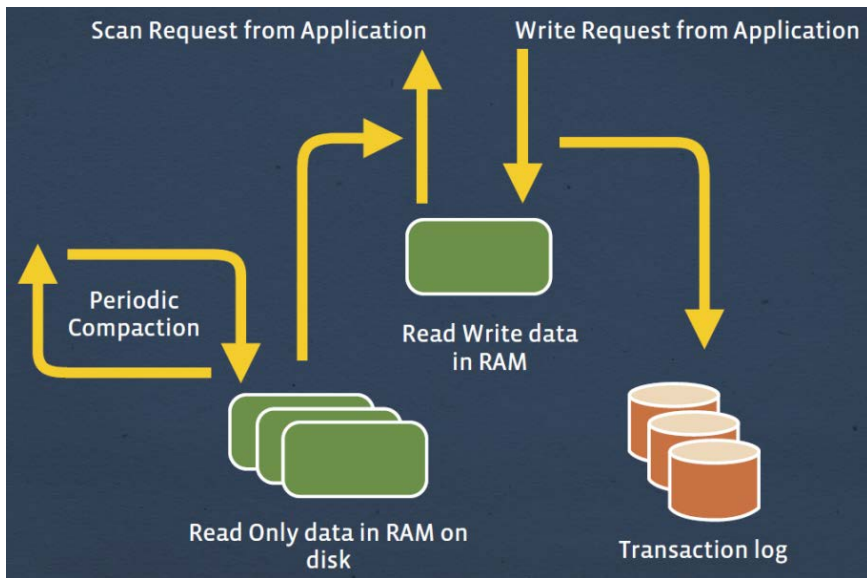 Scan Request from Application
Write Request from Application
Periodic
Compaction
Read Write data
in RAM
Read Only data in RAM on
disk
Transaction log